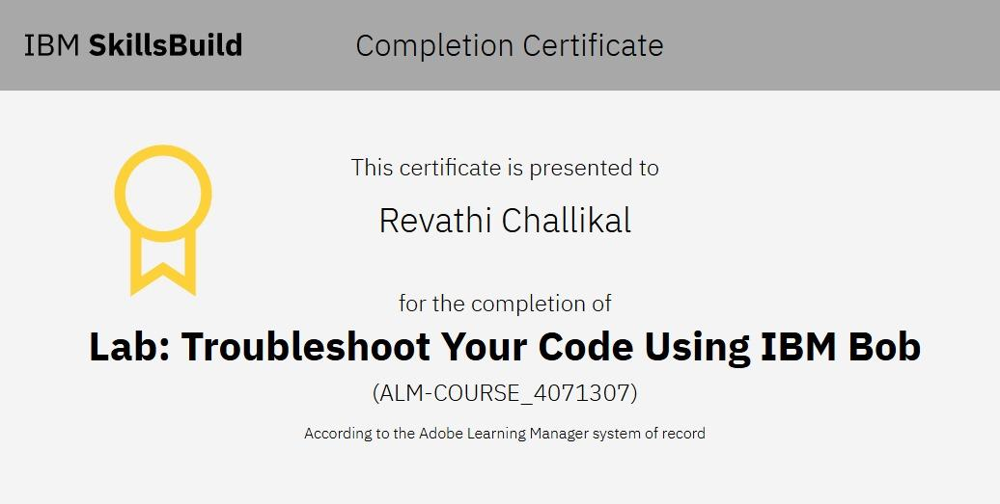 IBM SkillsBuild
Completion Certificate
This certificate is presented to
Revathi Challikal
for the completion of
Lab: Troubleshoot Your Code Using IBM Bob
(ALM-COURSE_4071307)
According to the Adobe Learning Manager system of record